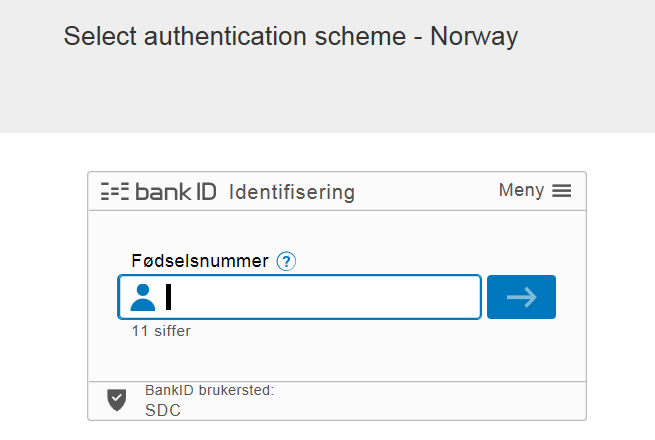 Select authentication scheme - Norway
bank ID Identifisering Meny
Fødselsnummer ?
11 siffer
BankID brukersted:
SDC